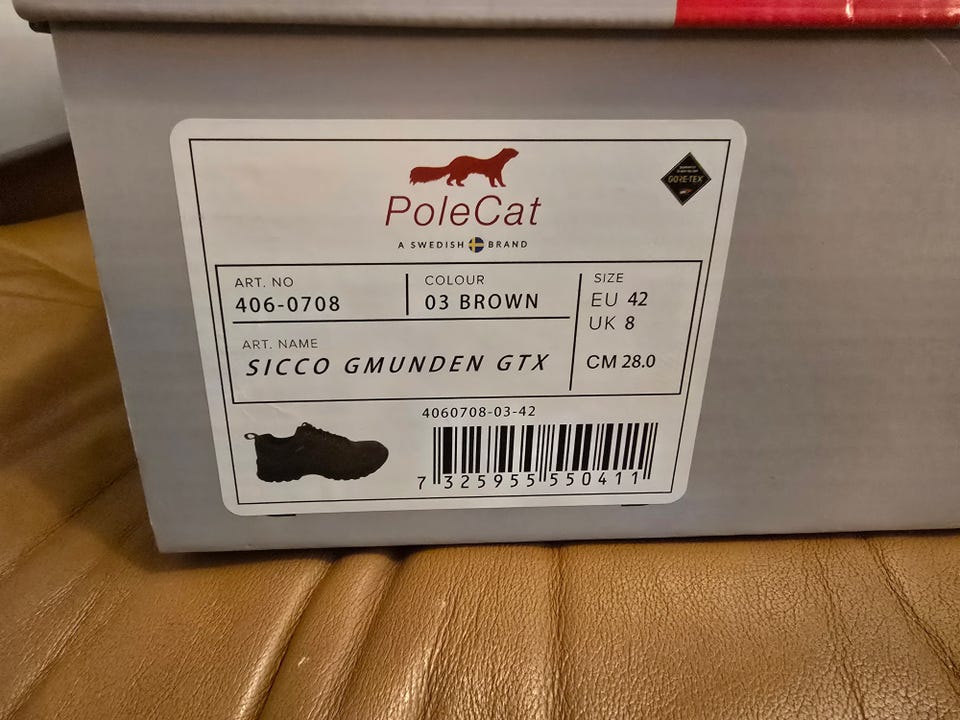 PoleCat
A SWEDISH BRAND
GORE-TEX
ART. NO
406-0708
COLOUR
03 BROWN
SIZE
EU 42
UK 8
CM 28.0
ART. NAME
SICCO GMUNDEN GTX
4060708-03-42
7 325955 550411